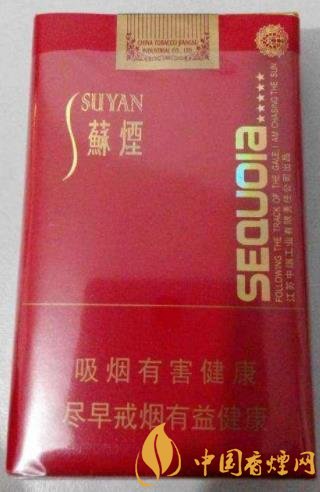 CHINA TOBACCO JIANGSU
INDUSTRIAL CO., LTD.
SUYAN
蘇煙
SEQUOIA
★★★★★
FOLLOWING THE TRACK OF THE GALE, I AM CHASING THE SUN
江苏中烟工业有限责任公司出品
吸烟有害健康
尽早戒烟有益健康
中国香烟网